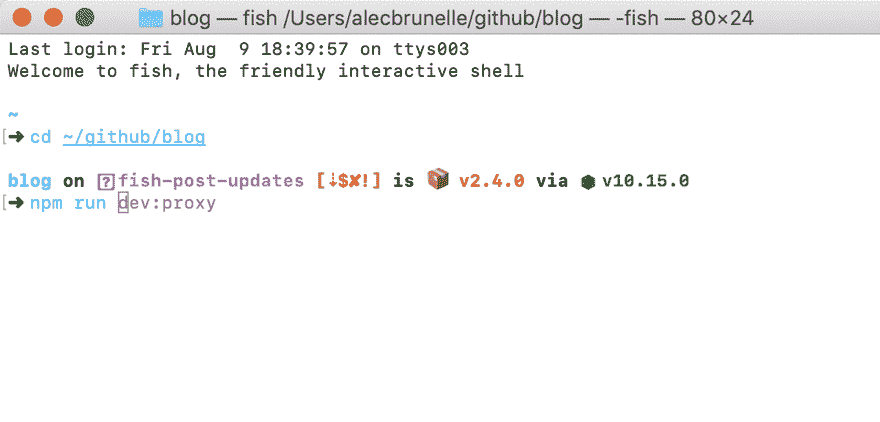 blog — fish /Users/alecbrunelle/github/blog — -fish — 80×24
Last login: Fri Aug  9 18:39:57 on ttys003
Welcome to fish, the friendly interactive shell
~
➜ cd ~/github/blog
blog on ⍰ fish-post-updates [⇣$✘!] is 📦 v2.4.0 via ⬢ v10.15.0
➜ npm run dev:proxy